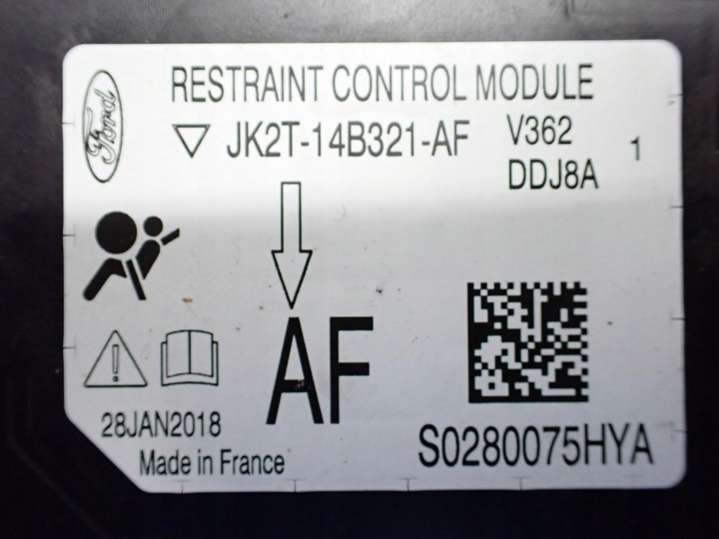 Ford
RESTRAINT CONTROL MODULE
JK2T-14B321-AF
V362
DDJ8A
1
AF
28JAN2018
Made in France
S0280075HYA